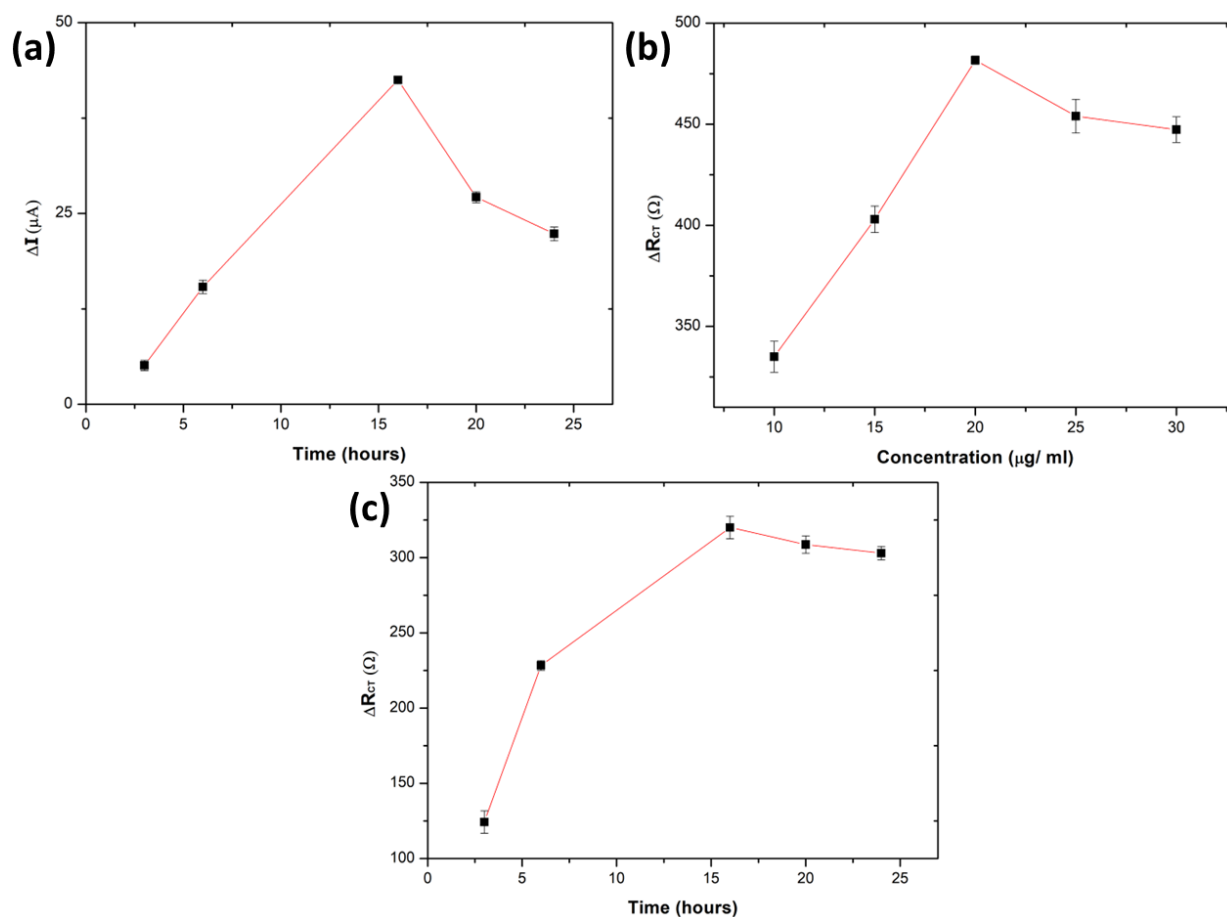 (a)
50
25
0
ΔI (μA)
0 5 10 15 20 25
Time (hours)
(b)
500
450
400
350
ΔRCT (Ω)
10 15 20 25 30
Concentration (μg/ ml)
(c)
350
300
250
200
150
100
ΔRCT (Ω)
0 5 10 15 20 25
Time (hours)